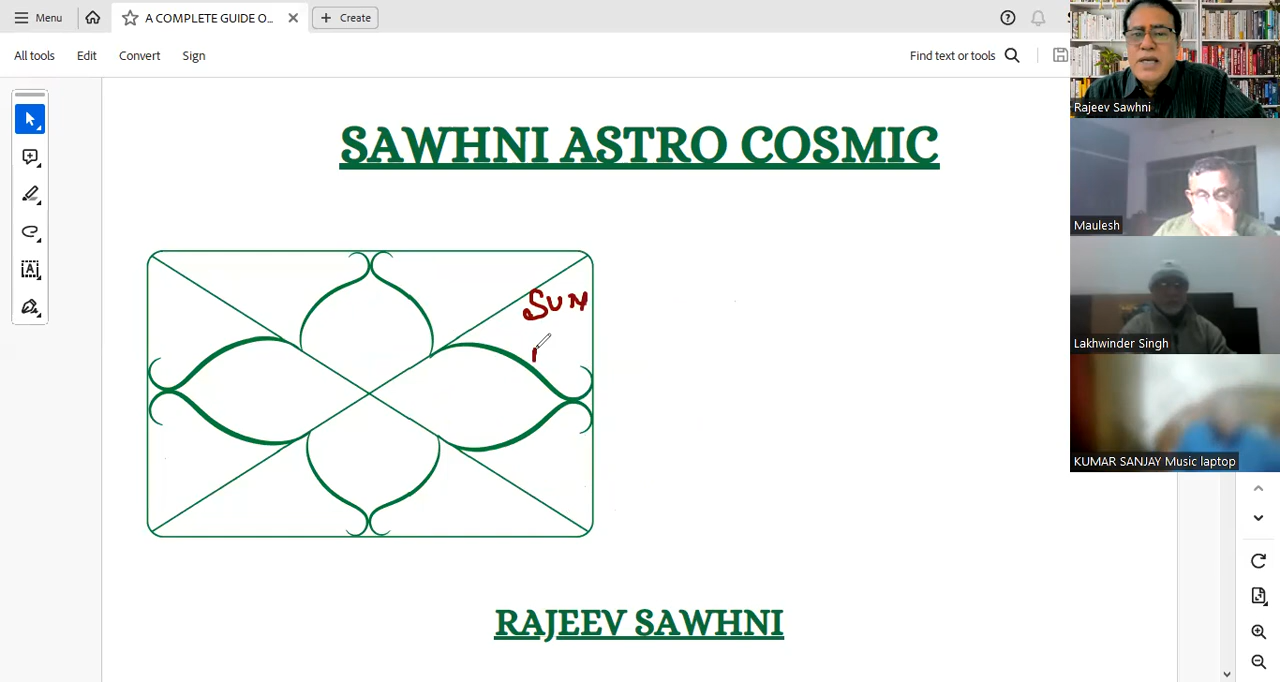 Menu
A COMPLETE GUIDE O...
Create
All tools
Edit
Convert
Sign
Find text or tools
SAWHNI ASTRO COSMIC
SUN
RAJEEV SAWHNI
Rajeev Sawhni
Maulesh
Lakhwinder Singh
KUMAR SANJAY Music laptop